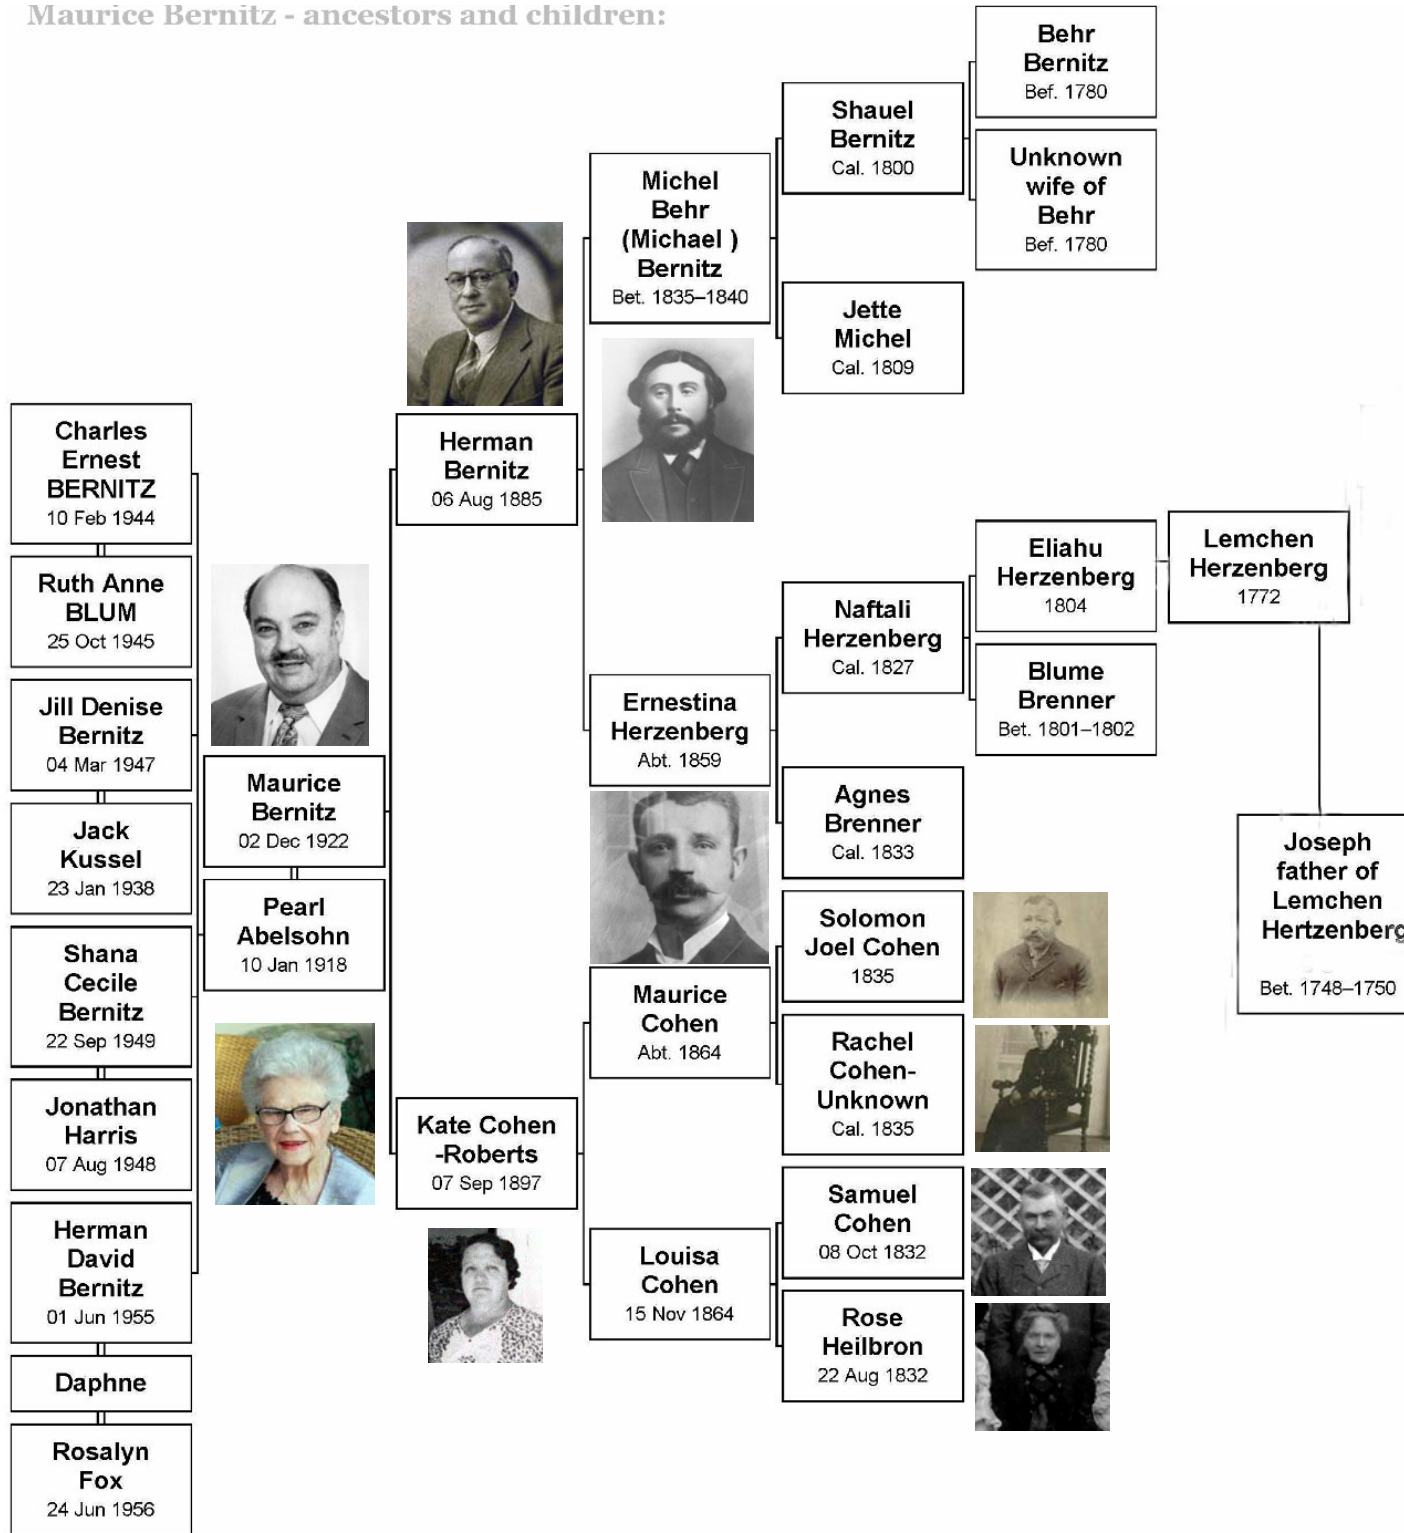 Maurice Bernitz - ancestors and children:
Charles
Ernest
BERNITZ
10 Feb 1944
Ruth Anne
BLUM
25 Oct 1945
Jill Denise
Bernitz
04 Mar 1947
Jack
Kussel
23 Jan 1938
Shana
Cecile
Bernitz
22 Sep 1949
Jonathan
Harris
07 Aug 1948
Herman
David
Bernitz
01 Jun 1955
Daphne
Rosalyn
Fox
24 Jun 1956
Maurice
Bernitz
02 Dec 1922
Pearl
Abelsohn
10 Jan 1918
Herman
Bernitz
06 Aug 1885
Kate Cohen
-Roberts
07 Sep 1897
Michel
Behr
(Michael )
Bernitz
Bet. 1835–1840
Ernestina
Herzenberg
Abt. 1859
Maurice
Cohen
Abt. 1864
Louisa
Cohen
15 Nov 1864
Shauel
Bernitz
Cal. 1800
Jette
Michel
Cal. 1809
Naftali
Herzenberg
Cal. 1827
Agnes
Brenner
Cal. 1833
Solomon
Joel Cohen
1835
Rachel
Cohen-
Unknown
Cal. 1835
Samuel
Cohen
08 Oct 1832
Rose
Heilbron
22 Aug 1832
Behr
Bernitz
Bef. 1780
Unknown
wife of
Behr
Bef. 1780
Eliahu
Herzenberg
1804
Blume
Brenner
Bet. 1801–1802
Lemchen
Herzenberg
1772
Joseph
father of
Lemchen
Hertzenberg
Bet. 1748–1750